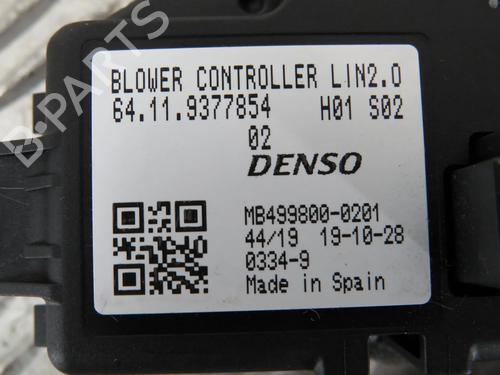 BLOWER CONTROLLER LIN2.0
64.11.9377854 H01 S02
02
DENSO
MB499800-0201
44/19 19-10-28
0334-9
Made in Spain
B-PARTS